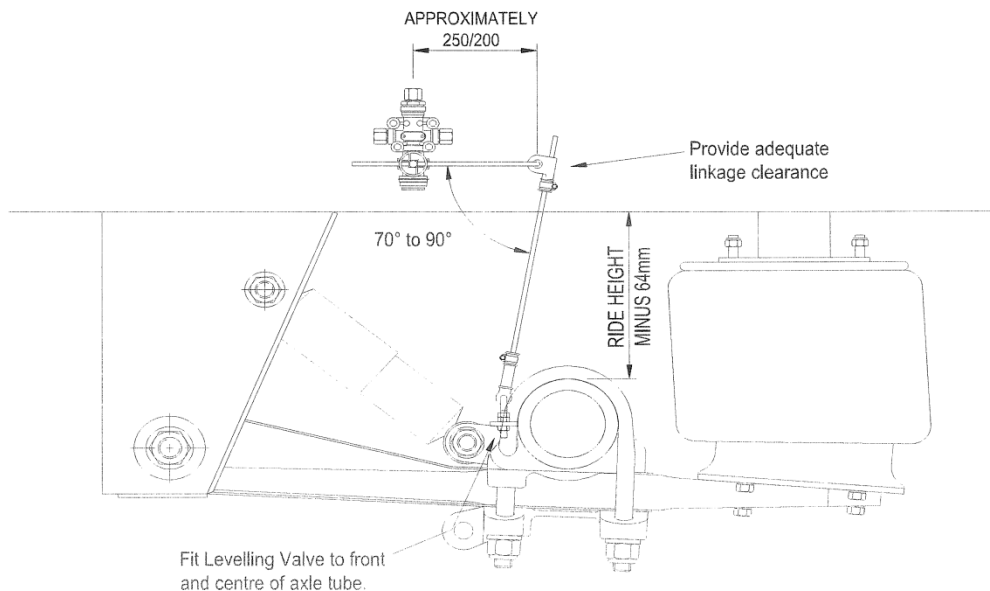 APPROXIMATELY
250/200
Provide adequate
linkage clearance
70° to 90°
RIDE HEIGHT
MINUS 64mm
Fit Levelling Valve to front
and centre of axle tube.